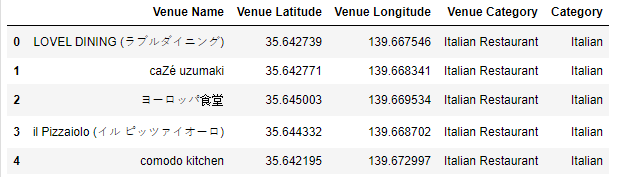 Venue Name Venue Latitude Venue Longitude Venue Category Category
0 LOVEL DINING (ラブルダイニング) 35.642739 139.667546 Italian Restaurant Italian
1 caZé uzumaki 35.642771 139.668341 Italian Restaurant Italian
2 ヨーロッパ食堂 35.645003 139.669534 Italian Restaurant Italian
3 il Pizzaiolo (イル ピッツァイオーロ) 35.644332 139.668702 Italian Restaurant Italian
4 comodo kitchen 35.642195 139.672997 Italian Restaurant Italian